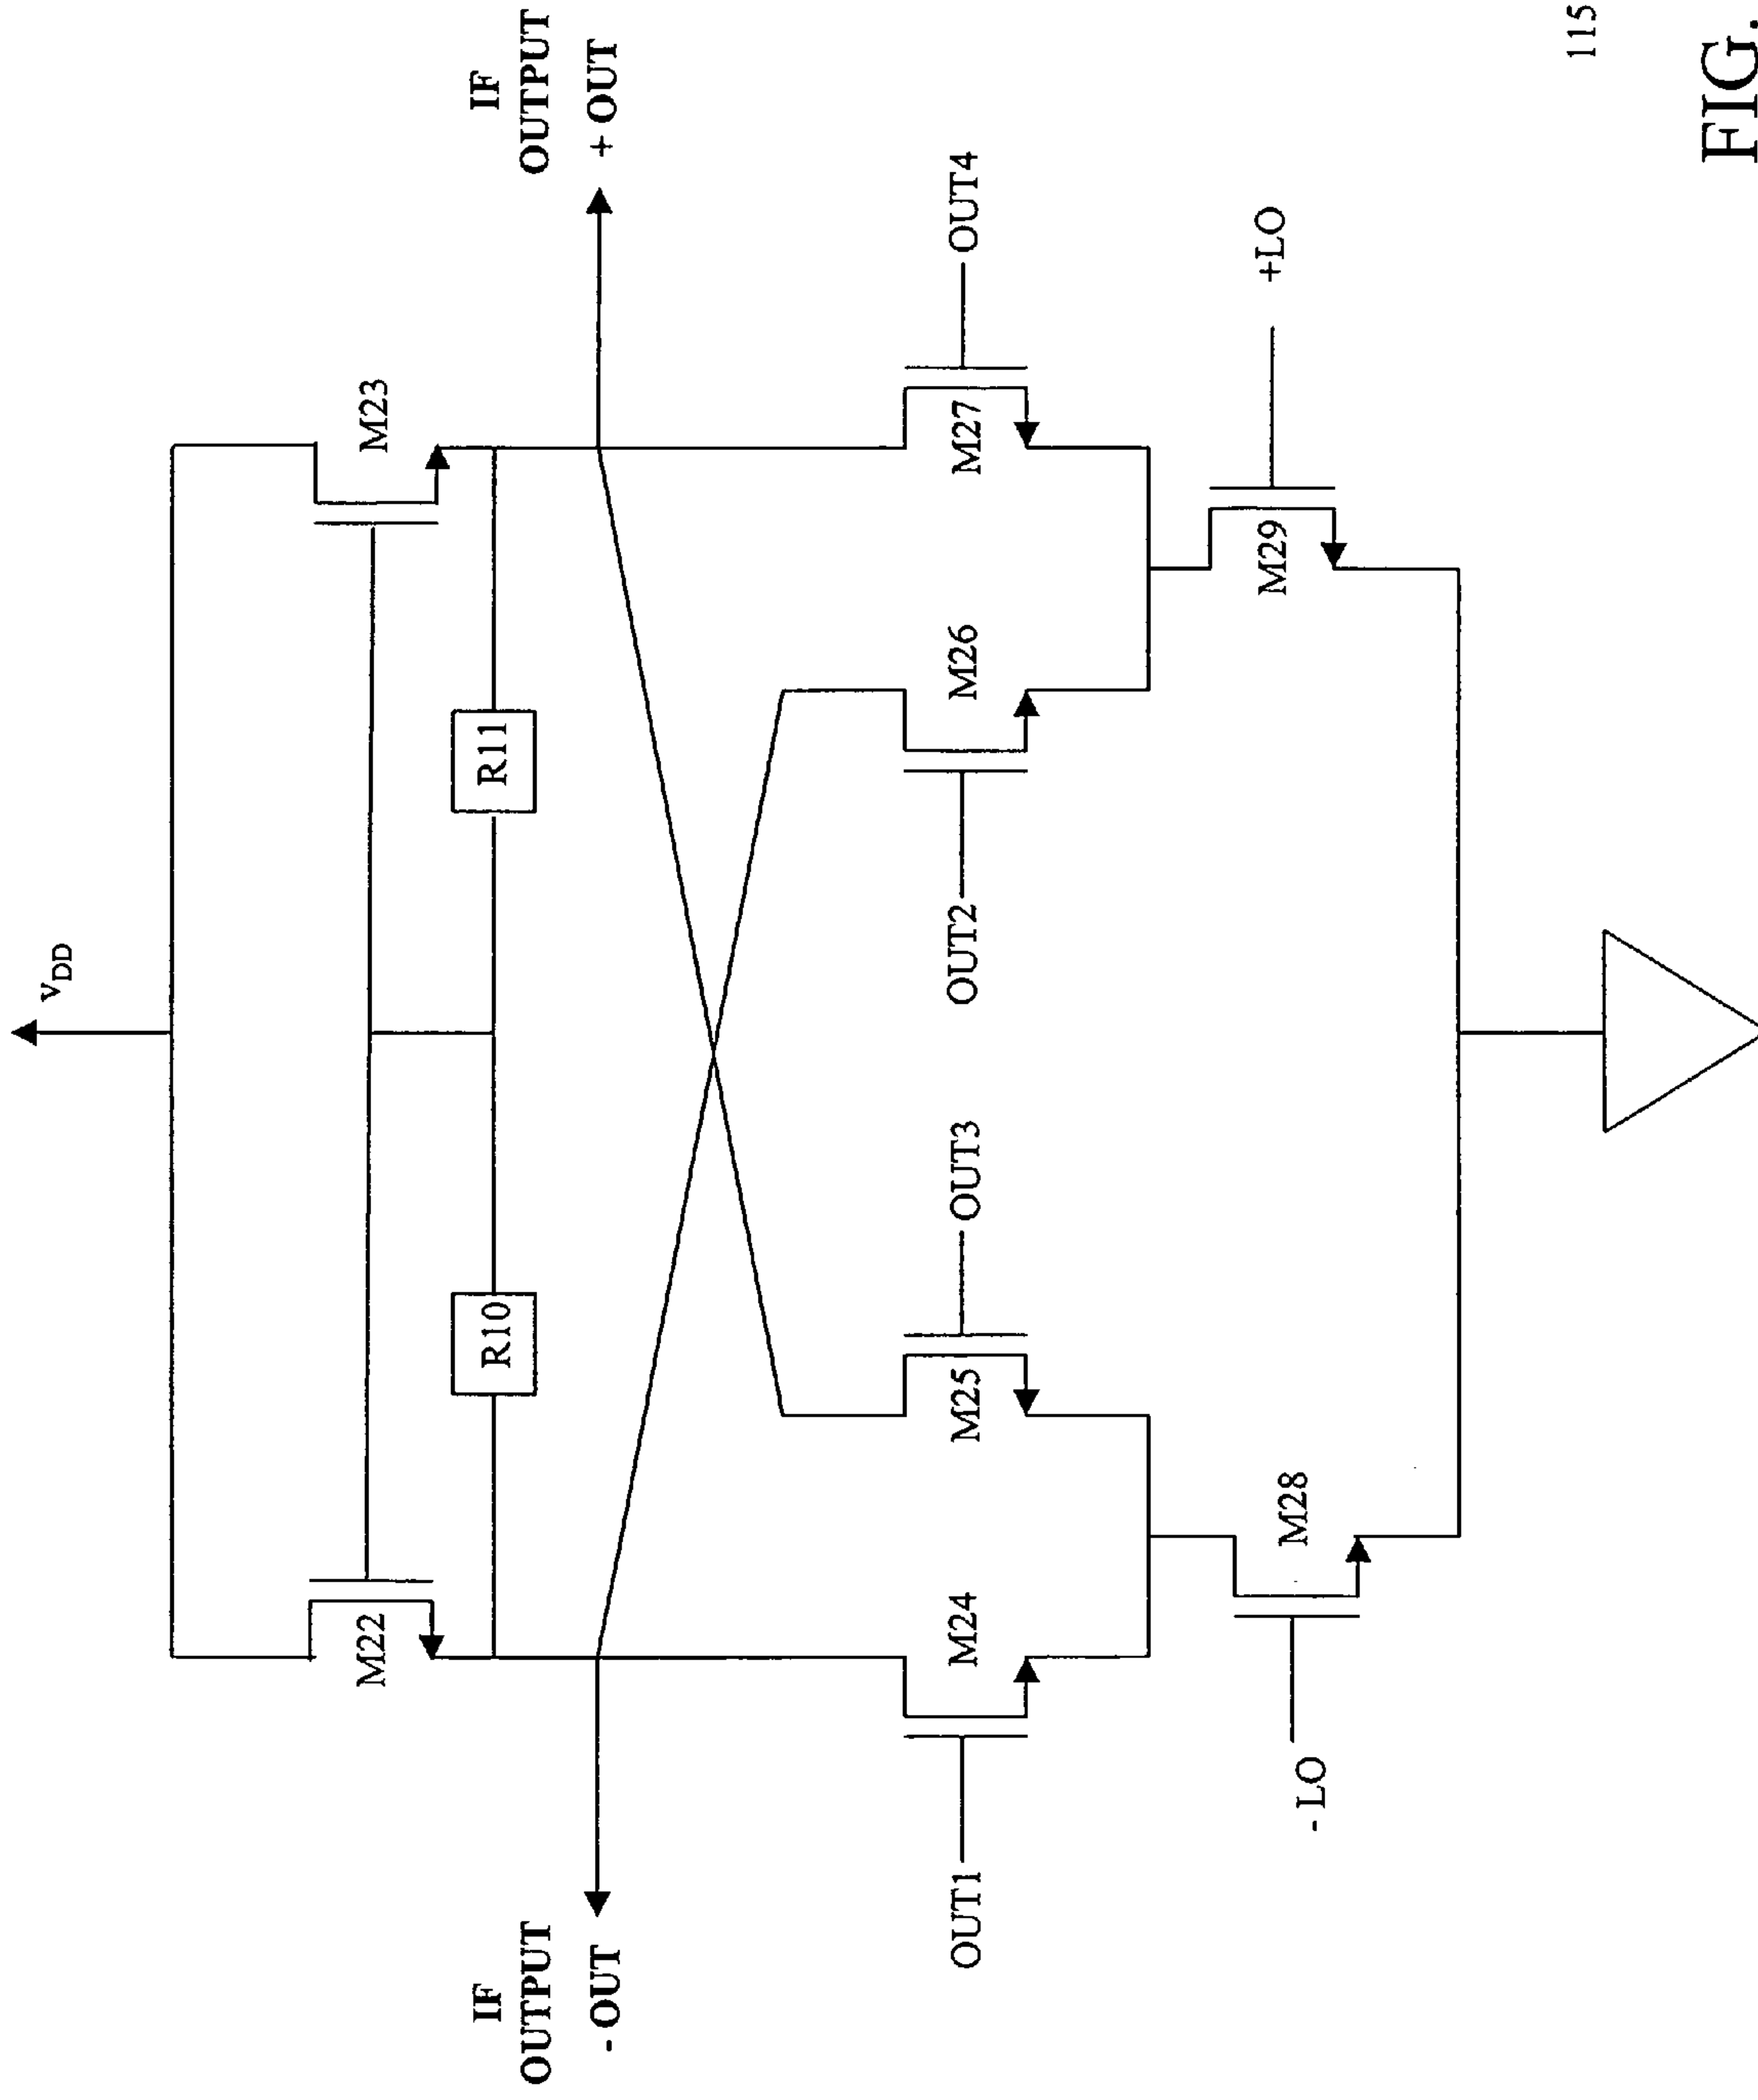 V_DD
M22
M23
R10
R11
IF
OUTPUT
- OUT
IF
OUTPUT
+ OUT
OUT1
M24
M25
OUT3
OUT2
M26
M27
OUT4
- LO
M28
M29
+LO
115
FIG.